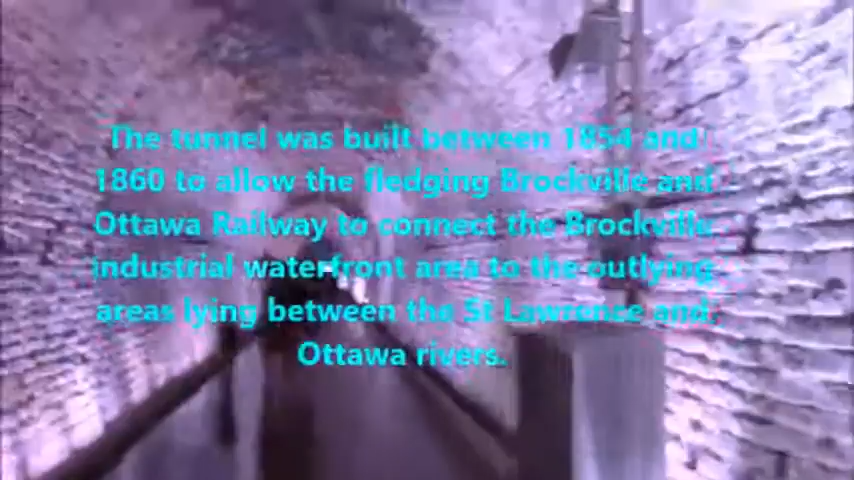 The tunnel was built between 1854 and
1860 to allow the fledging Brockville and
Ottawa Railway to connect the Brockville
industrial waterfront area to the outlying
areas lying between the St Lawrence and
Ottawa rivers.